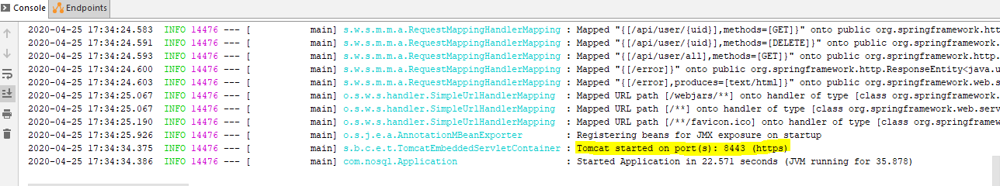 Console Endpoints
2020-04-25 17:34:24.583 INFO 14476 --- [ main] s.w.s.m.m.a.RequestMappingHandlerMapping : Mapped "{[/api/user/{uid}],methods=[GET]}" onto public org.springframework.htt
2020-04-25 17:34:24.591 INFO 14476 --- [ main] s.w.s.m.m.a.RequestMappingHandlerMapping : Mapped "{[/api/user/{uid}],methods=[DELETE]}" onto public org.springframework.
2020-04-25 17:34:24.593 INFO 14476 --- [ main] s.w.s.m.m.a.RequestMappingHandlerMapping : Mapped "{[/api/user/all],methods=[GET]}" onto public org.springframework.http.
2020-04-25 17:34:24.600 INFO 14476 --- [ main] s.w.s.m.m.a.RequestMappingHandlerMapping : Mapped "{[/error]}" onto public org.springframework.http.ResponseEntity<java.u
2020-04-25 17:34:24.603 INFO 14476 --- [ main] s.w.s.m.m.a.RequestMappingHandlerMapping : Mapped "{[/error],produces=[text/html]}" onto public org.springframework.web.s
2020-04-25 17:34:25.067 INFO 14476 --- [ main] o.s.w.s.handler.SimpleUrlHandlerMapping : Mapped URL path [/webjars/**] onto handler of type [class org.springframework.w
2020-04-25 17:34:25.067 INFO 14476 --- [ main] o.s.w.s.handler.SimpleUrlHandlerMapping : Mapped URL path [/**] onto handler of type [class org.springframework.web.serv
2020-04-25 17:34:25.190 INFO 14476 --- [ main] o.s.w.s.handler.SimpleUrlHandlerMapping : Mapped URL path [/**/favicon.ico] onto handler of type [class org.springframewo
2020-04-25 17:34:25.926 INFO 14476 --- [ main] o.s.j.e.a.AnnotationMBeanExporter : Registering beans for JMX exposure on startup
2020-04-25 17:34:34.375 INFO 14476 --- [ main] s.b.c.e.t.TomcatEmbeddedServletContainer : Tomcat started on port(s): 8443 (https)
2020-04-25 17:34:34.386 INFO 14476 --- [ main] com.nosql.Application : Started Application in 22.571 seconds (JVM running for 35.878)